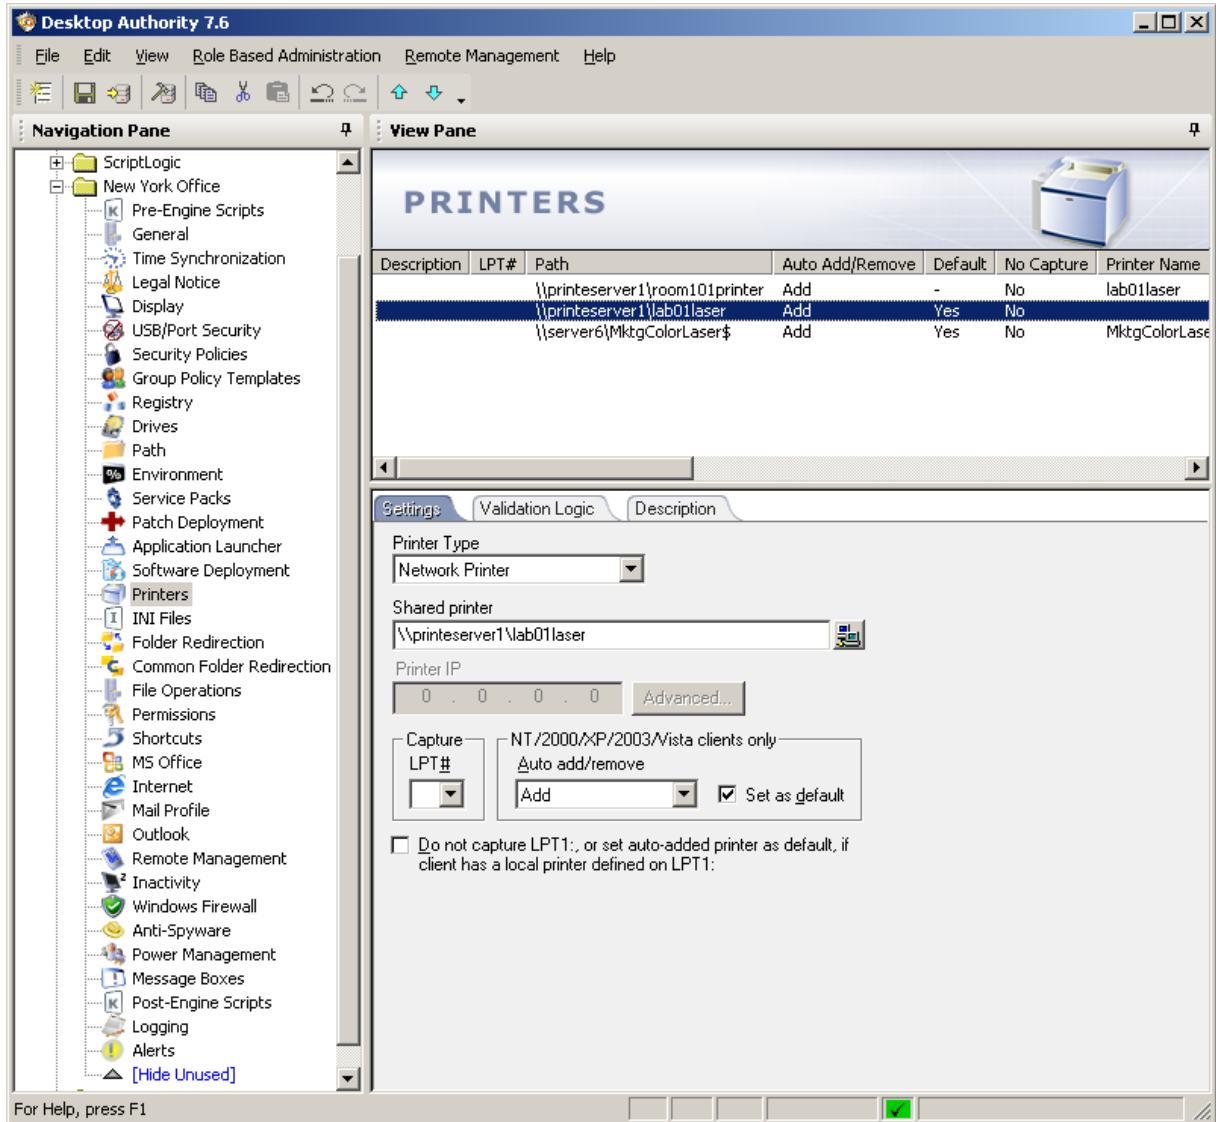 Desktop Authority 7.6
File Edit View Role Based Administration Remote Management Help
Navigation Pane
ScriptLogic
New York Office
Pre-Engine Scripts
General
Time Synchronization
Legal Notice
Display
USB/Port Security
Security Policies
Group Policy Templates
Registry
Drives
Path
Environment
Service Packs
Patch Deployment
Application Launcher
Software Deployment
Printers
INI Files
Folder Redirection
Common Folder Redirection
File Operations
Permissions
Shortcuts
MS Office
Internet
Mail Profile
Outlook
Remote Management
Inactivity
Windows Firewall
Anti-Spyware
Power Management
Message Boxes
Post-Engine Scripts
Logging
Alerts
[Hide Unused]
View Pane
PRINTERS
Description LPT# Path Auto Add/Remove Default No Capture Printer Name
\\printeserver1\room101printer Add - No lab01laser
\\printeserver1\lab01laser Add Yes No
\\server6\MktgColorLaser$ Add Yes No MktgColorLase
Settings Validation Logic Description
Printer Type
Network Printer
Shared printer
\\printeserver1\lab01laser
Printer IP
0 . 0 . 0 . 0 Advanced...
Capture NT/2000/XP/2003/Vista clients only
LPT# Auto add/remove
Add Set as default
Do not capture LPT1:, or set auto-added printer as default, if
client has a local printer defined on LPT1:
For Help, press F1